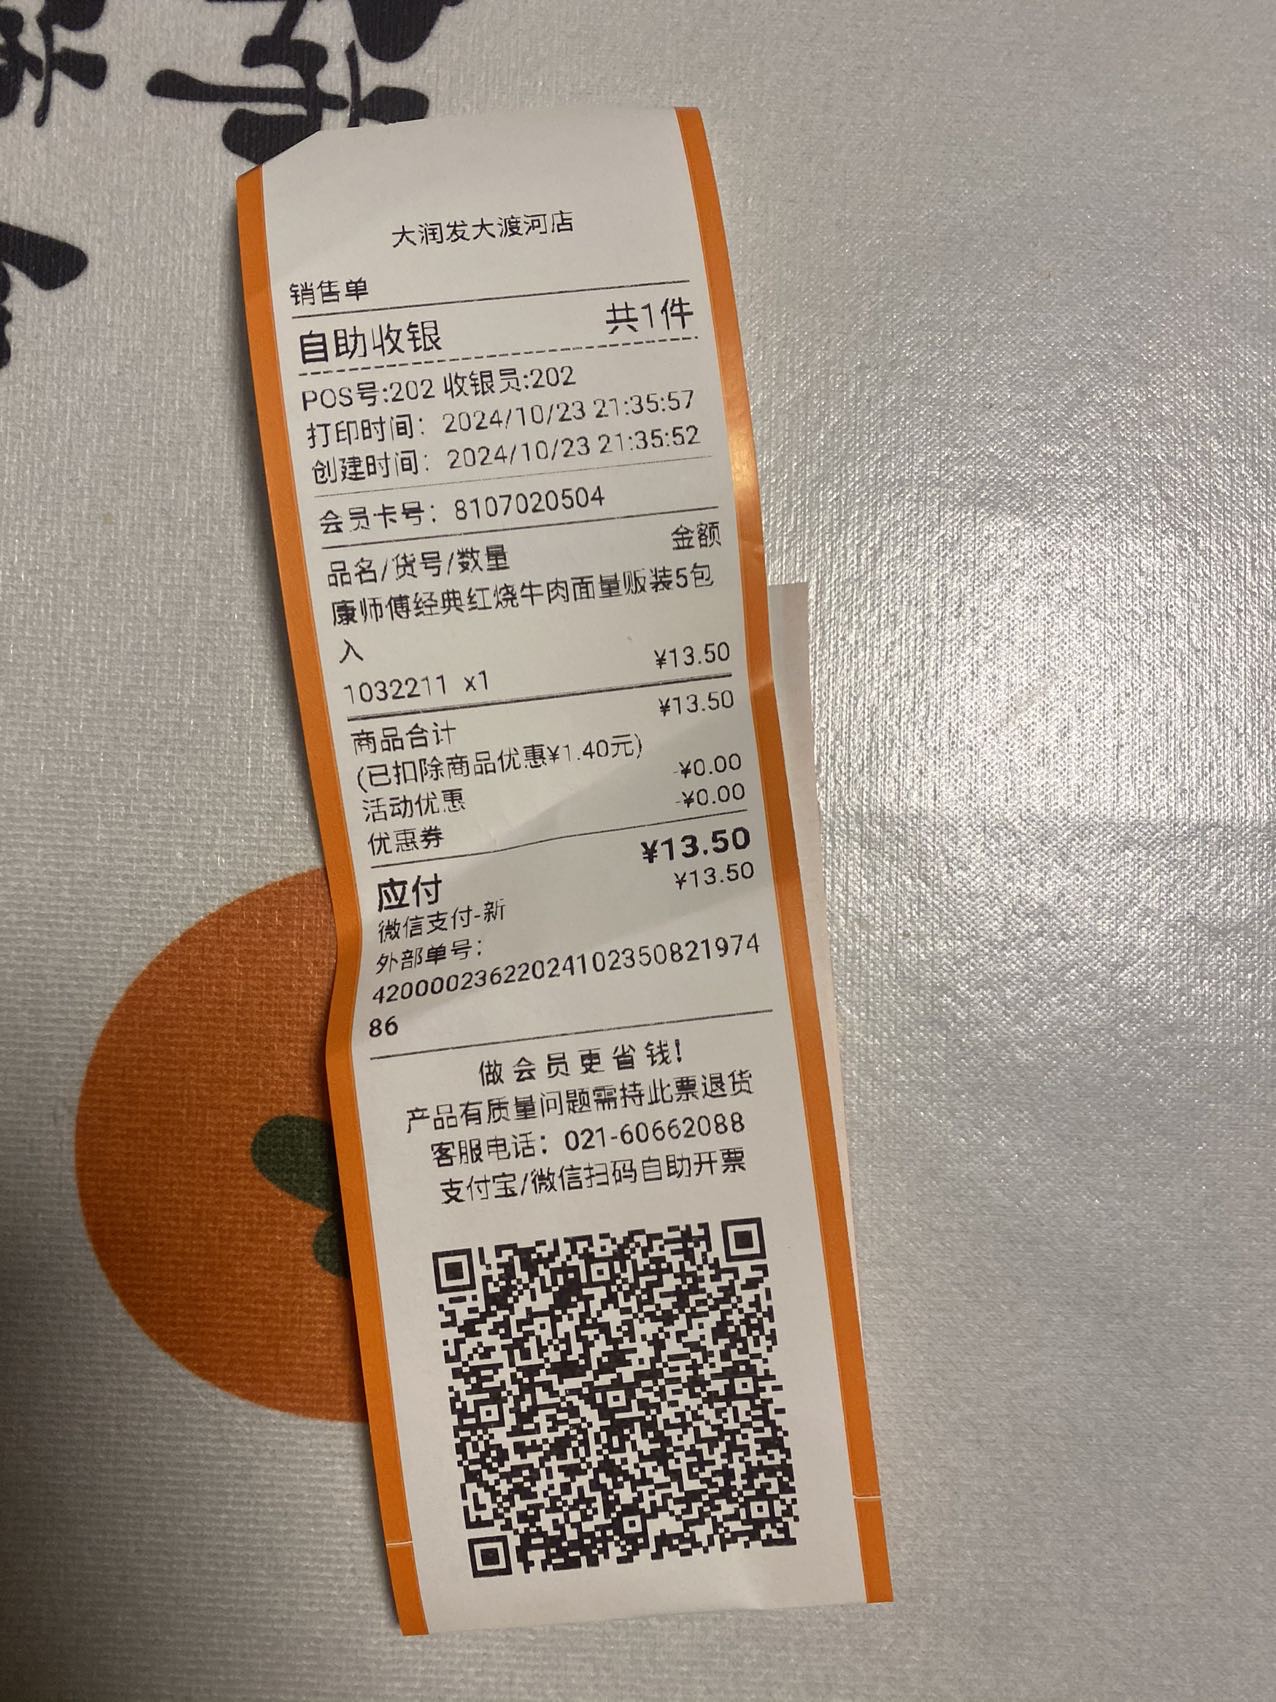 大润发大渡河店
销售单
自助收银 共1件
POS号:202 收银员:202
打印时间： 2024/10/23 21:35:57
创建时间： 2024/10/23 21:35:52
会员卡号： 8107020504
品名/货号/数量 金额
康师傅经典红烧牛肉面量贩装5包
入
1032211 x1 ¥13.50
商品合计 ¥13.50
(已扣除商品优惠¥1.40元)
活动优惠 -¥0.00
优惠券 -¥0.00
应付 ¥13.50
微信支付-新 ¥13.50
外部单号：
42000023622024102350821974
86
做会员更省钱!
产品有质量问题需持此票退货
客服电话： 021-60662088
支付宝/微信扫码自助开票